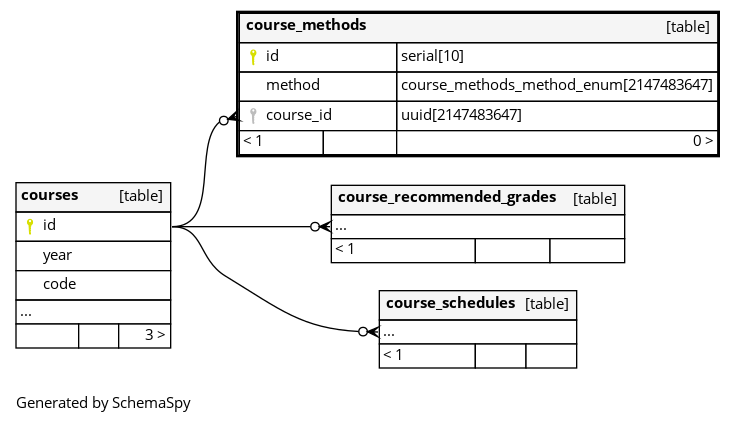 course_methods [table]
id serial[10]
method course_methods_method_enum[2147483647]
course_id uuid[2147483647]
< 1 0 >
courses [table]
id
year
code
...
3 >
course_recommended_grades [table]
...
< 1
course_schedules [table]
...
< 1
Generated by SchemaSpy